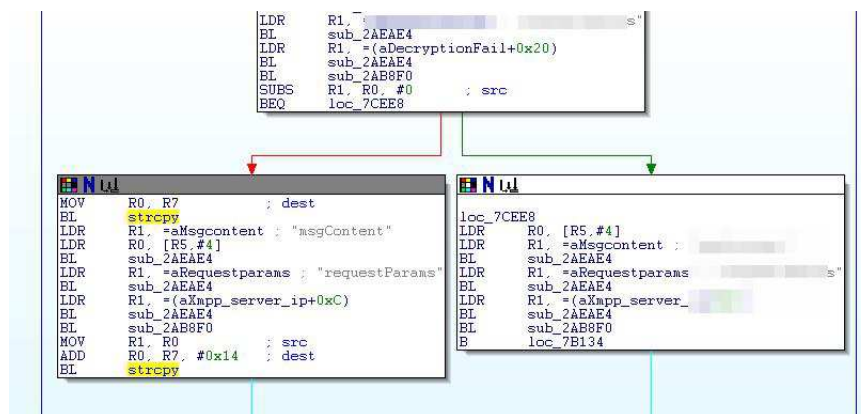 LDR R1, =
BL sub_2AEAE4
LDR R1, =(aDecryptionFail+0x20)
BL sub_2AEAE4
BL sub_2AB8F0
SUBS R1, R0, #0 ; src
BEQ loc_7CEE8
MOV R0, R7 ; dest
BL strcpy
LDR R1, =aMsgcontent ; "msgContent"
LDR R0, [R5,#4]
BL sub_2AEAE4
LDR R1, =aRequestparams ; "requestParams"
BL sub_2AEAE4
LDR R1, =(aXmpp_server_ip+0xC)
BL sub_2AEAE4
BL sub_2AB8F0
MOV R1, R0 ; src
ADD R0, R7, #0x14 ; dest
BL strcpy
loc_7CEE8
LDR R0, [R5,#4]
LDR R1, =aMsgcontent ;
BL sub_2AEAE4
LDR R1, =aRequestparams
BL sub_2AEAE4
LDR R1, =(aXmpp_server_
BL sub_2AEAE4
BL sub_2AB8F0
B loc_7B134